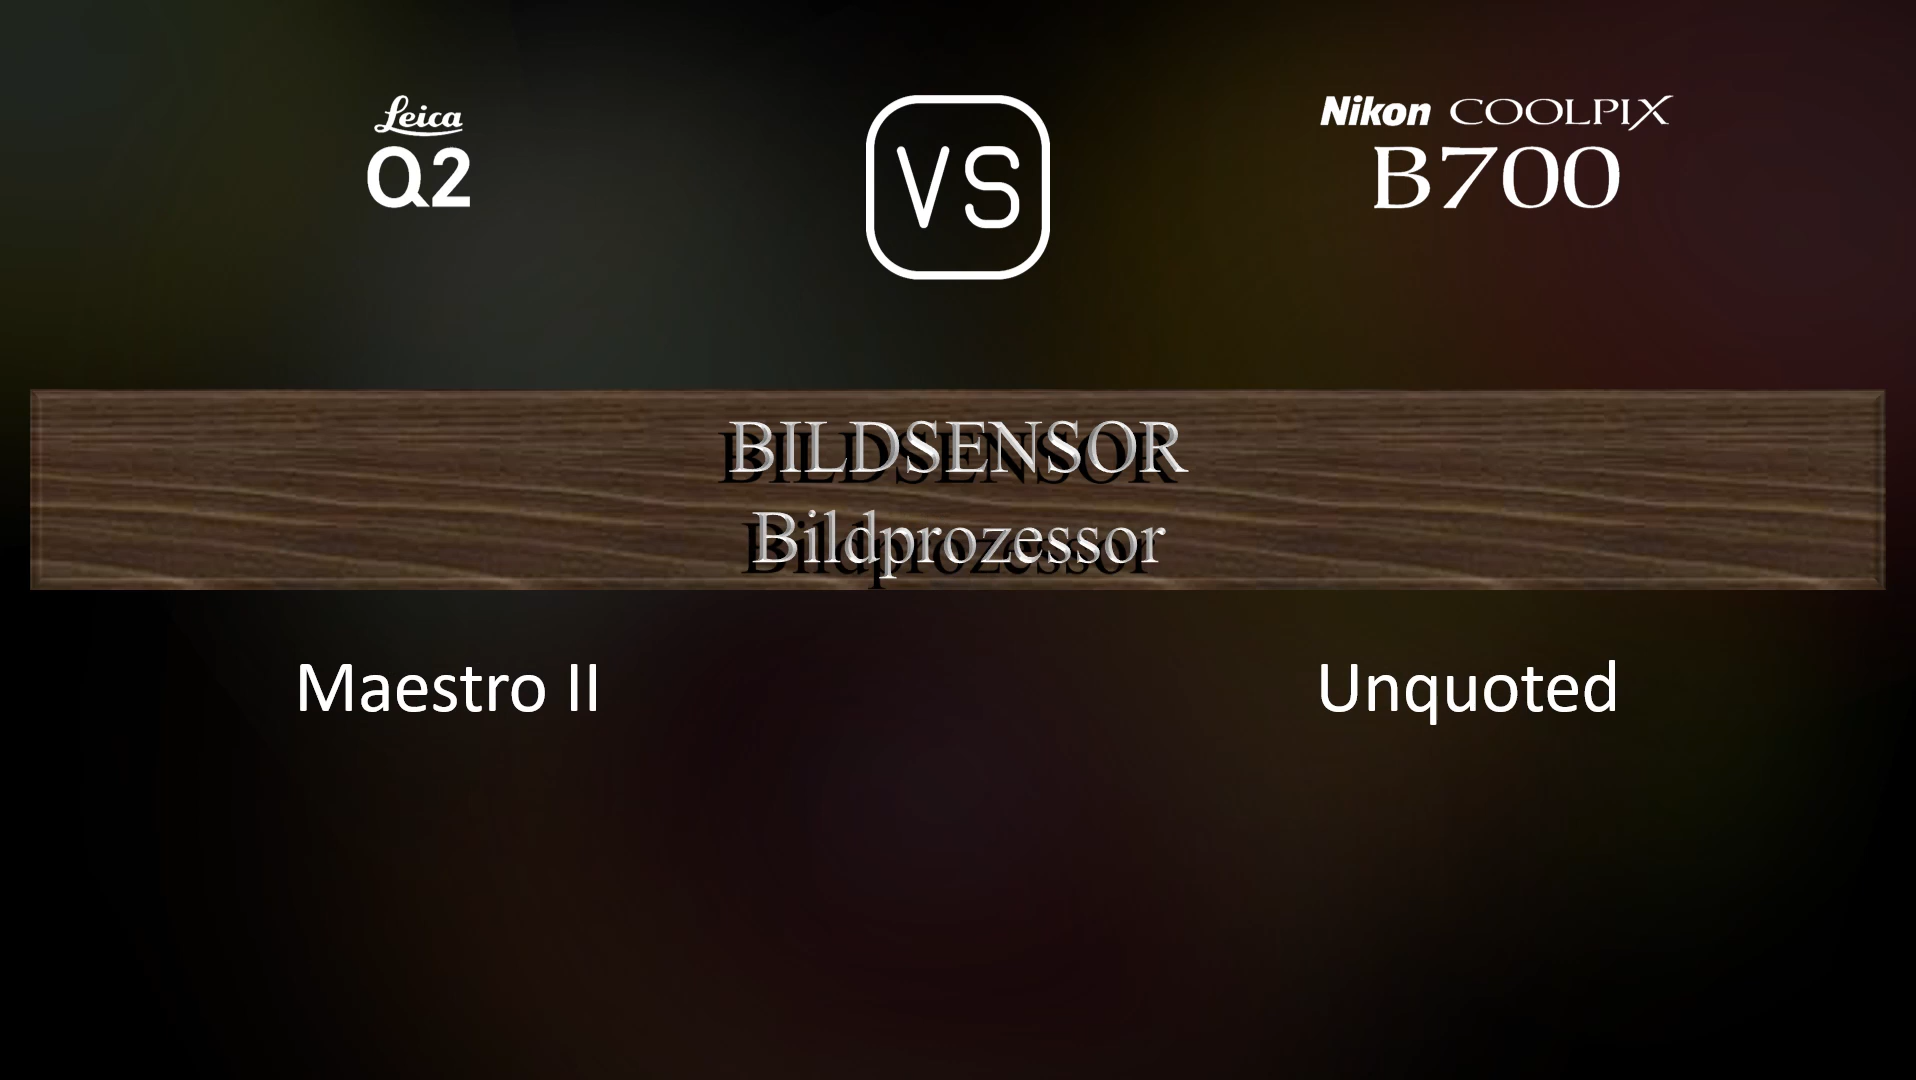 Leica
Q2
VS
Nikon COOLPIX
B700
BILDSENSOR
Bildprozessor
Maestro II
Unquoted